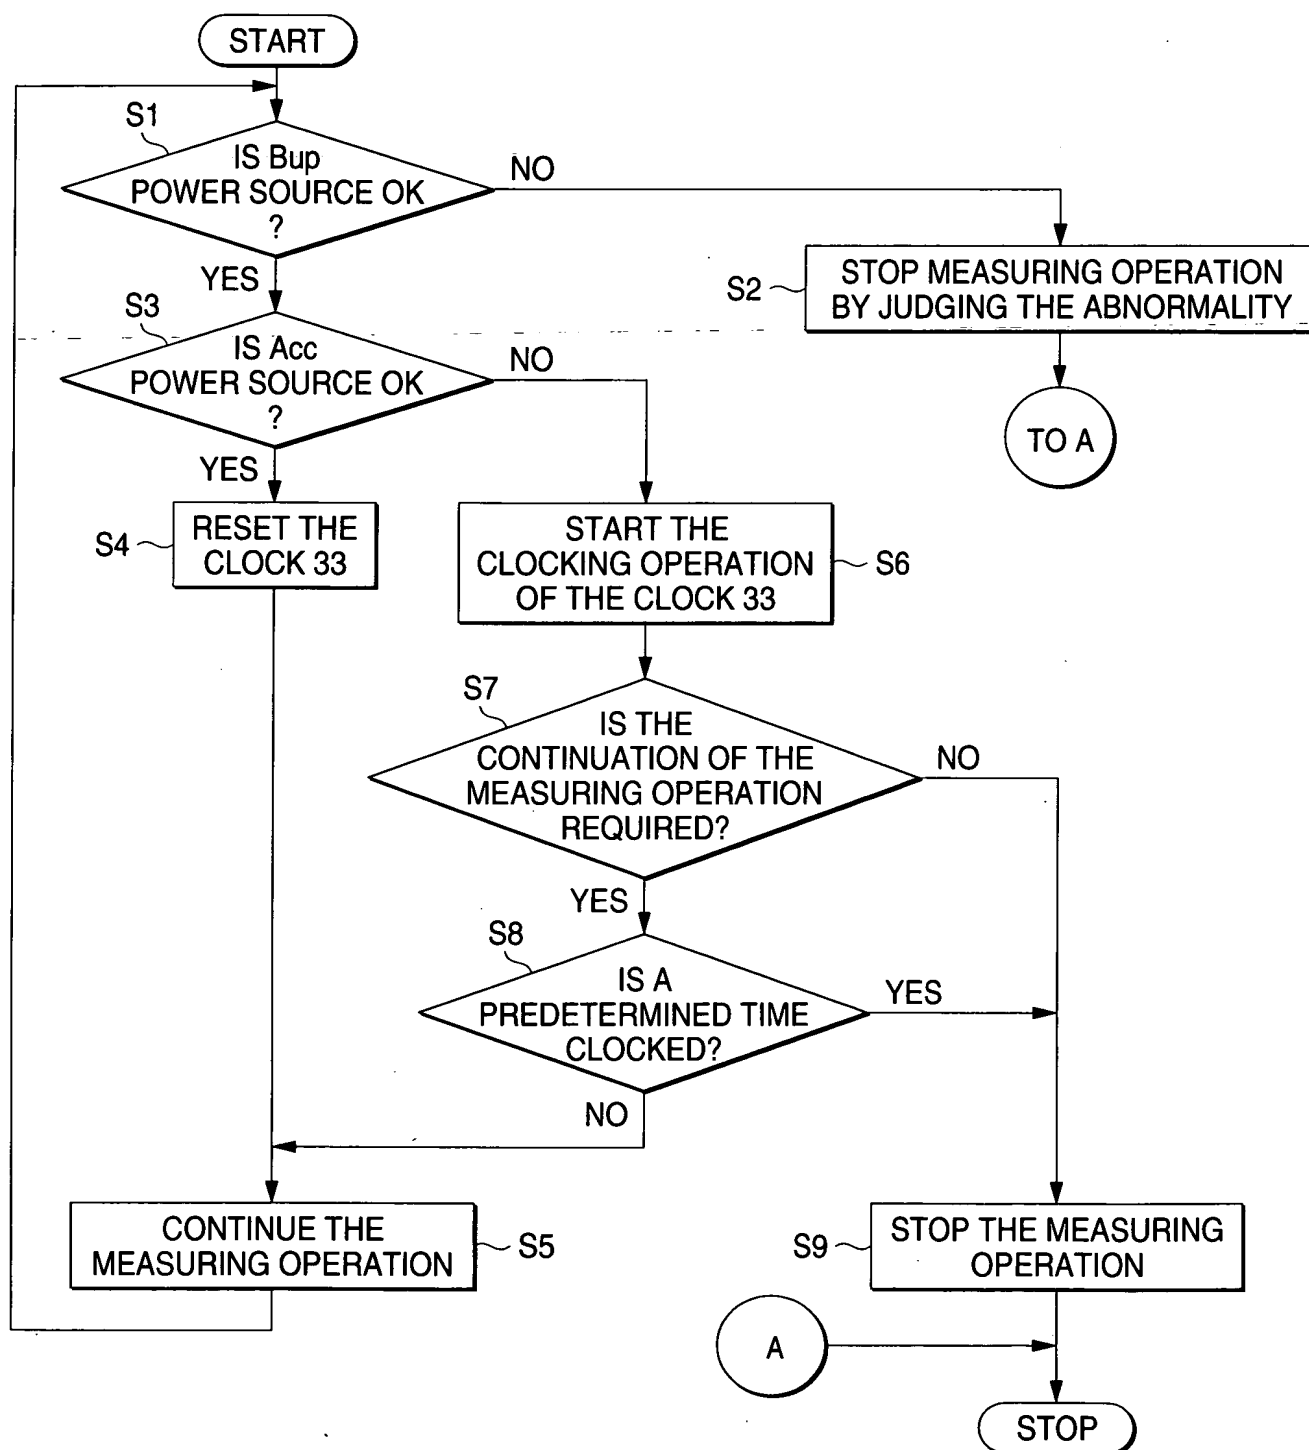 START
S1
IS Bup
POWER SOURCE OK
?
NO
YES
S2
STOP MEASURING OPERATION
BY JUDGING THE ABNORMALITY
TO A
S3
IS Acc
POWER SOURCE OK
?
NO
YES
S4
RESET THE
CLOCK 33
START THE
CLOCKING OPERATION
OF THE CLOCK 33
S6
S7
IS THE
CONTINUATION OF THE
MEASURING OPERATION
REQUIRED?
NO
YES
S8
IS A
PREDETERMINED TIME
CLOCKED?
YES
NO
CONTINUE THE
MEASURING OPERATION
S5
S9
STOP THE MEASURING
OPERATION
A
STOP